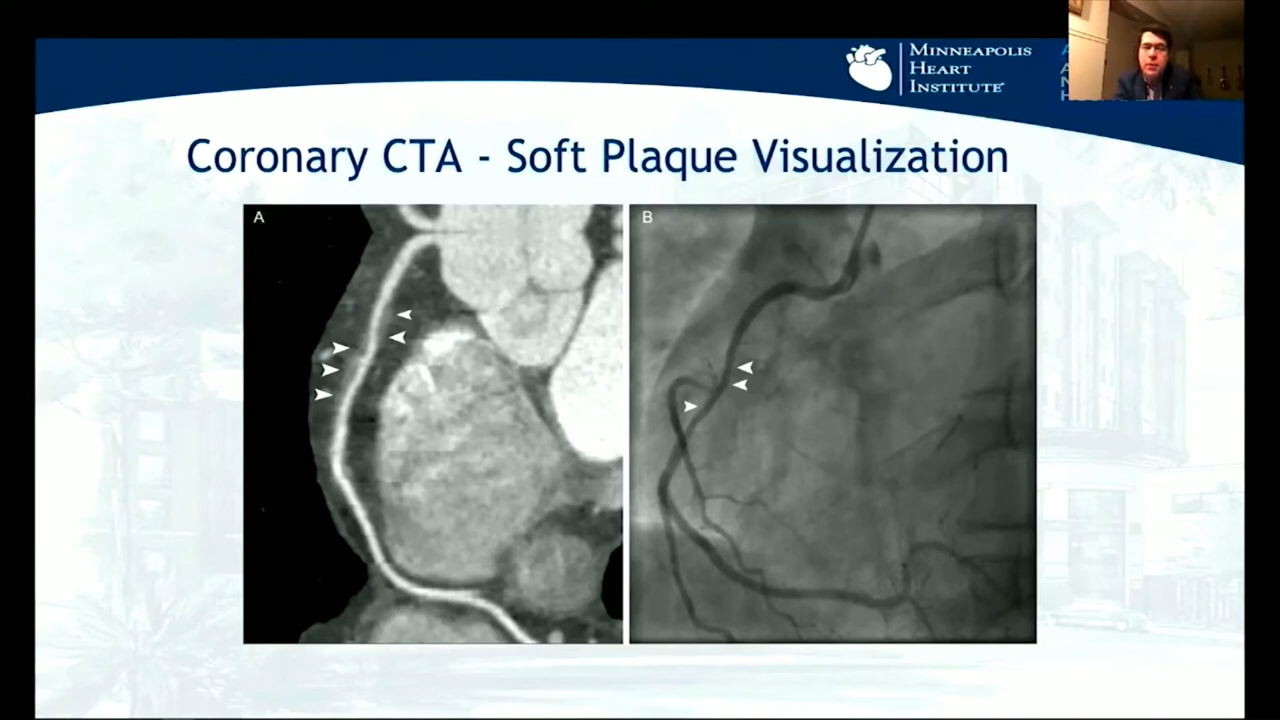 MINNEAPOLIS
HEART
INSTITUTE
Coronary CTA - Soft Plaque Visualization
A
B